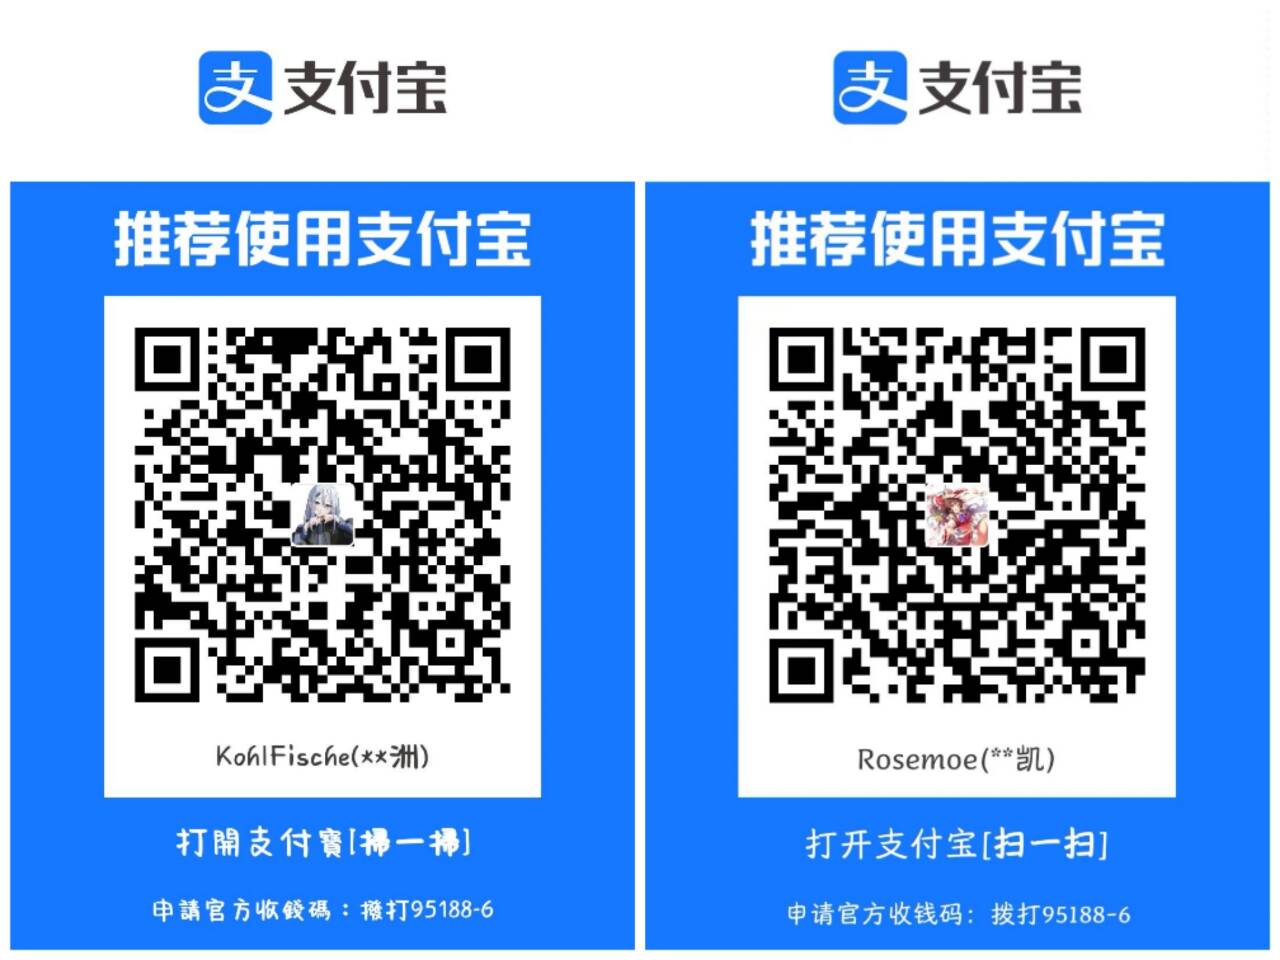 支付宝
推荐使用支付宝
KohlFische(**洲)
打開支付寳[掃一掃]
申請官方收錢碼：撥打95188-6
支付宝
推荐使用支付宝
Rosemoe(**凯)
打开支付宝[扫一扫]
申请官方收钱码：拨打95188-6